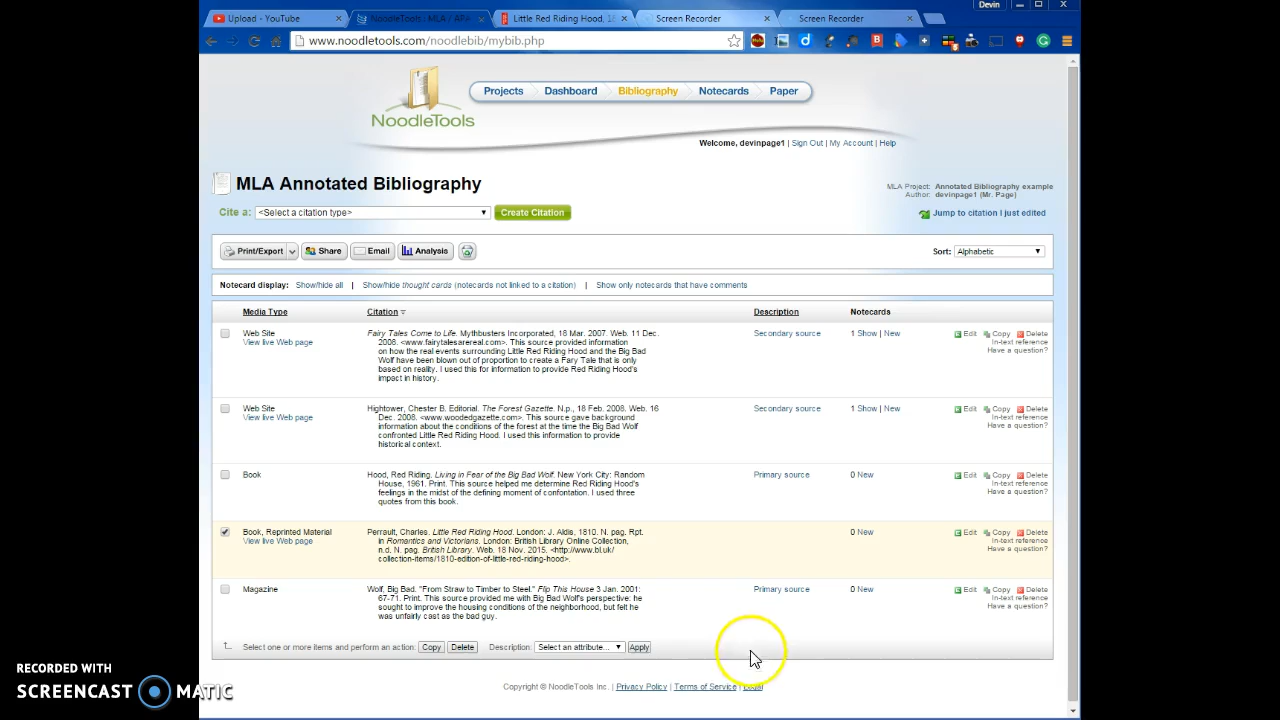 Devin
Upload - YouTube
NoodleTools : MLA / APA
Little Red Riding Hood, 18
Screen Recorder
Screen Recorder
www.noodletools.com/noodlebib/mybib.php
NoodleTools
Projects
Dashboard
Bibliography
Notecards
Paper
Welcome, devinpage1 | Sign Out | My Account | Help
MLA Annotated Bibliography
MLA Project: Annotated Bibliography example
Author: devinpage1 (Mr. Page)
Cite a: <Select a citation type> Create Citation
Jump to citation I just edited
Print/Export Share Email Analysis
Sort: Alphabetic
Notecard display: Show/hide all | Show/hide thought cards (notecards not linked to a citation) | Show only notecards that have comments
Media Type Citation Description Notecards
Web Site
View live Web page
Fairy Tales Come to Life. Mythbusters Incorporated, 18 Mar. 2007. Web. 11 Dec.
2008. <www.fairytalesarereal.com>. This source provided information
on how the real events surrounding Little Red Riding Hood and the Big Bad
Wolf have been blown out of proportion to create a Fary Tale that is only
based on reality. I used this for information to provide Red Riding Hood's
impact in history.
Secondary source
1 Show | New
Edit Copy Delete
In-text reference
Have a question?
Web Site
View live Web page
Hightower, Chester B. Editorial. The Forest Gazette. N.p., 18 Feb. 2008. Web. 16
Dec. 2008. <www.woodedgazette.com>. This source gave background
information about the conditions of the forest at the time the Big Bad Wolf
confronted Little Red Riding Hood. I used this information to provide
historical context.
Secondary source
1 Show | New
Edit Copy Delete
In-text reference
Have a question?
Book
Hood, Red Riding. Living in Fear of the Big Bad Wolf. New York City: Random
House, 1961. Print. This source helped me determine Red Riding Hood's
feelings in the midst of the defining moment of confontation. I used three
quotes from this book.
Primary source
0 New
Edit Copy Delete
In-text reference
Have a question?
Book, Reprinted Material
View live Web page
Perrault, Charles. Little Red Riding Hood. London: J. Aldis, 1810. N. pag. Rpt.
in Romantics and Victorians. London: British Library Online Collection,
n.d. N. pag. British Library. Web. 18 Nov. 2015. <http://www.bl.uk/
collection-items/1810-edition-of-little-red-riding-hood>.
0 New
Edit Copy Delete
In-text reference
Have a question?
Magazine
Wolf, Big Bad. "From Straw to Timber to Steel." Flip This House 3 Jan. 2001:
67-71. Print. This source provided me with Big Bad Wolf's perspective: he
sought to improve the housing conditions of the neighborhood, but felt he
was unfairly cast as the bad guy.
Primary source
0 New
Edit Copy Delete
In-text reference
Have a question?
Select one or more items and perform an action: Copy Delete Description: Select an attribute... Apply
Copyright © NoodleTools Inc. | Privacy Policy | Terms of Service | Legal
RECORDED WITH
SCREENCAST MATIC